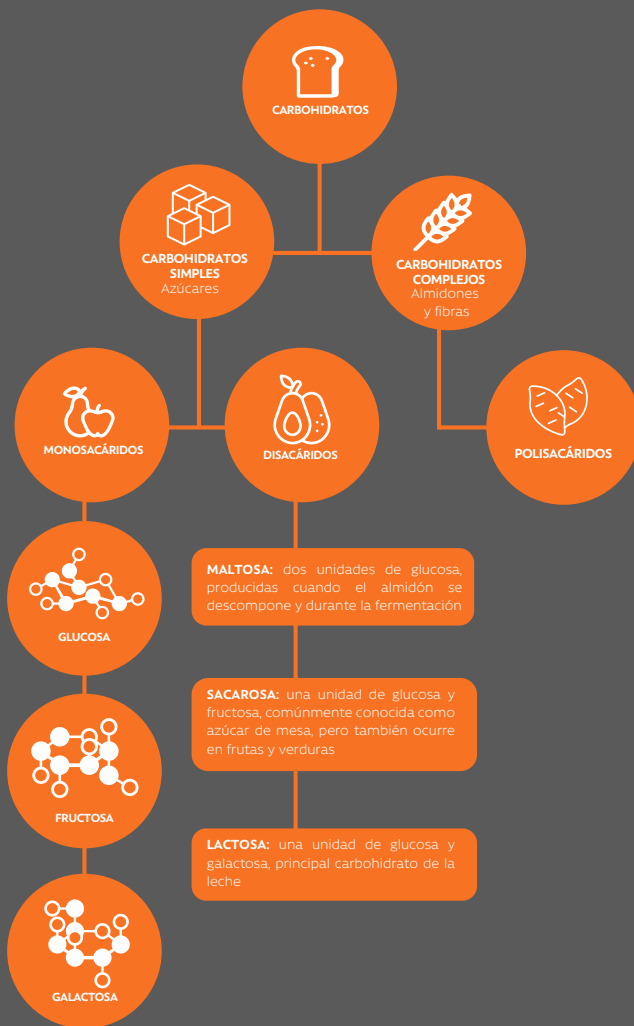 CARBOHIDRATOS
CARBOHIDRATOS
SIMPLES
Azúcares
CARBOHIDRATOS
COMPLEJOS
Almidones
y fibras
MONOSACÁRIDOS
DISACÁRIDOS
POLISACÁRIDOS
GLUCOSA
FRUCTOSA
GALACTOSA
MALTOSA: dos unidades de glucosa,
producidas cuando el almidón se
descompone y durante la fermentación
SACAROSA: una unidad de glucosa y
fructosa, comúnmente conocida como
azúcar de mesa, pero también ocurre
en frutas y verduras
LACTOSA: una unidad de glucosa y
galactosa, principal carbohidrato de la
leche